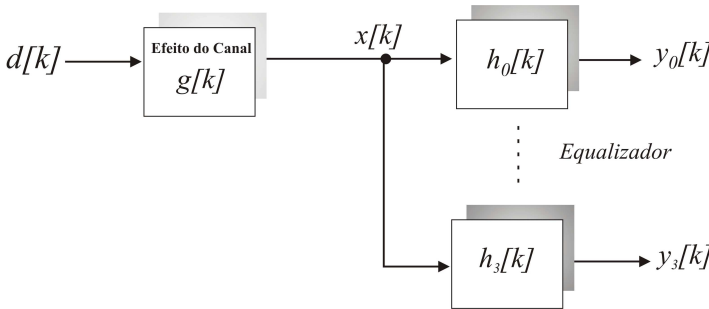 d[k]
Efeito do Canal
g[k]
x[k]
h₀[k]
y₀[k]
Equalizador
h₃[k]
y₃[k]